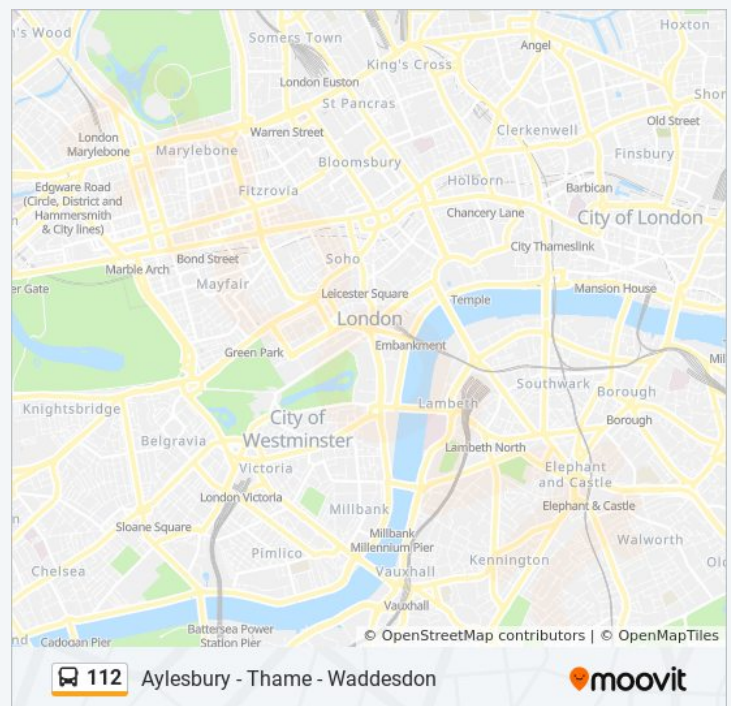 's Wood
Somers Town
Hoxton
Angel
King's Cross
London Euston
Shor
St Pancras
Old Street
Warren Street
Clerkenwell
London
Marylebone
Marylebone
Finsbury
Bloomsbury
Holborn
Edgware Road
(Circle, District and
Hammersmith
& City lines)
Fitzrovia
Barbican
Chancery Lane
City of London
City Thameslink
Bond Street
Soho
Marble Arch
Mayfair
er Gate
Leicester Square
Temple
Mansion House
London
Embankment
Green Park
Mil
Southwark
Borough
Knightsbridge
Lambeth
City of
Westminster
Borough
Belgravia
Lambeth North
Victoria
Elephant
and Castle
London Victoria
Elephant & Castle
Millbank
Sloane Square
Millbank
Millennium Pier
Walworth
Pimlico
Kennington
Chelsea
Vauxhall
Vauxhall
Battersea Power
Station Pier
nd
Cadogan Pier
© OpenStreetMap contributors | © OpenMapTiles
112 Aylesbury - Thame - Waddesdon
moovit